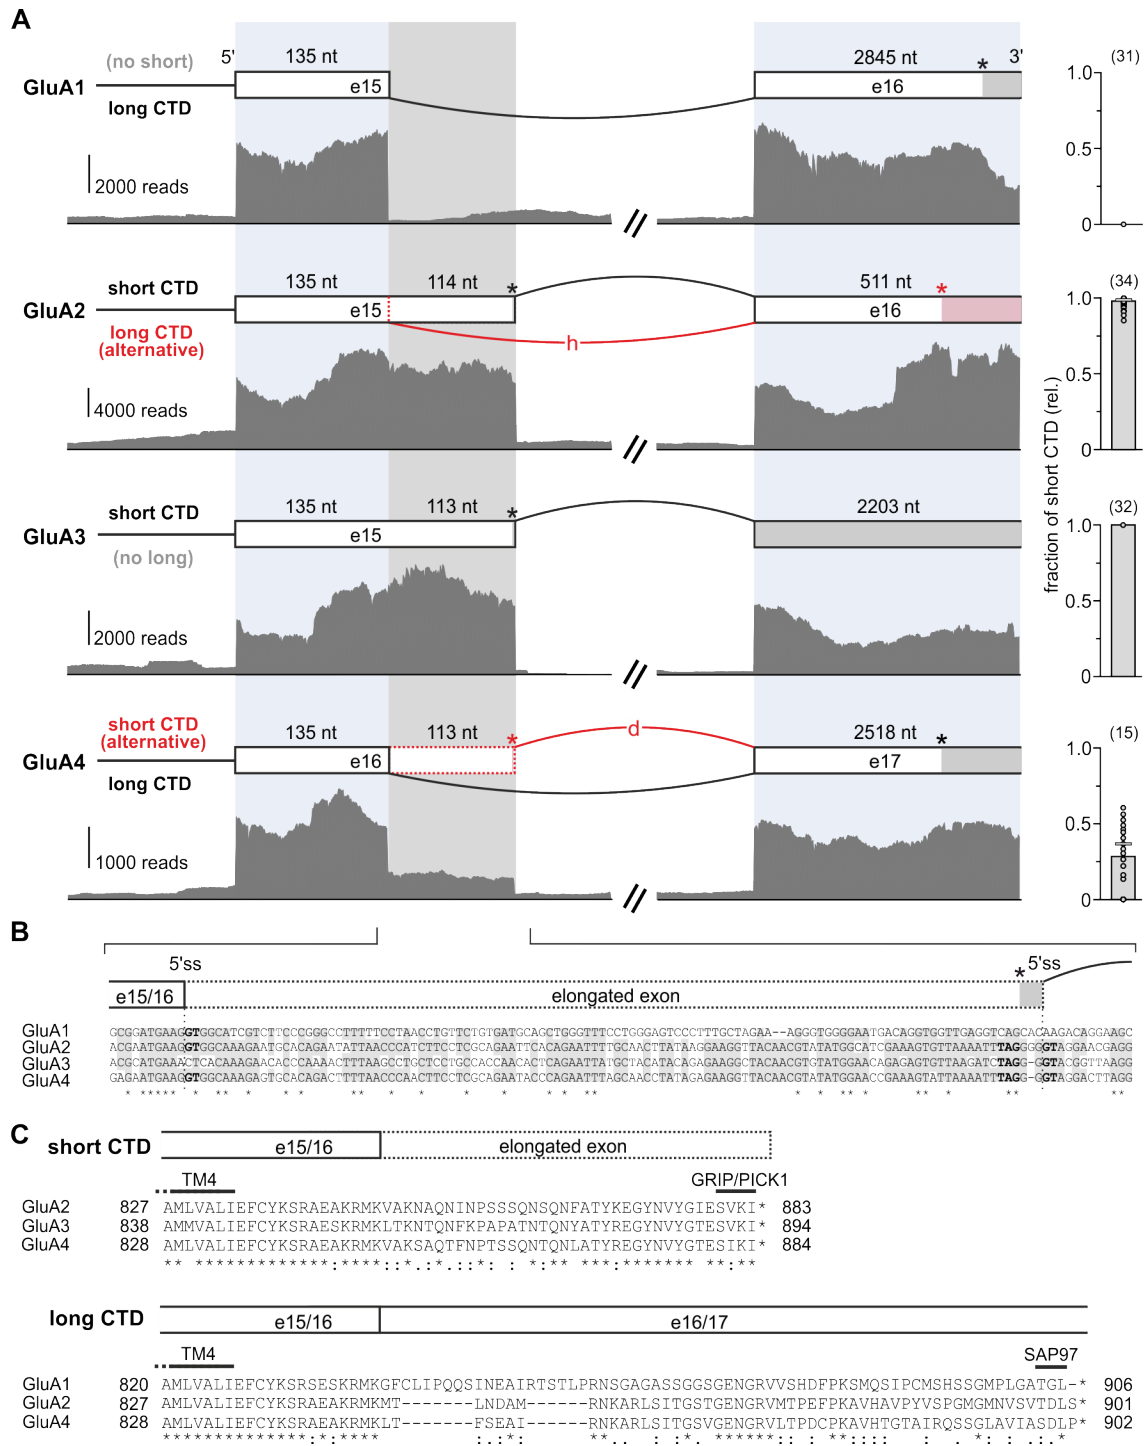 A
(no short) 5' 135 nt 2845 nt * 3' (31)
GluA1 e15 e16 1.0
long CTD
0.5
2000 reads
0
short CTD 135 nt 114 nt * 511 nt * (34)
GluA2 e15 e16 1.0
long CTD
(alternative) h
0.5
4000 reads
0
fraction of short CTD (rel.)
short CTD 135 nt 113 nt * 2203 nt (32)
GluA3 e15 1.0
(no long)
0.5
2000 reads
0
short CTD
(alternative) 135 nt 113 nt * d 2518 nt * (15)
GluA4 e16 e17 1.0
long CTD
0.5
1000 reads
0
B
5'ss * 5'ss
e15/16 elongated exon
GluA1
GluA2
GluA3
GluA4
C
short CTD e15/16 elongated exon
TM4 GRIP/PICK1
GluA2 827 AMLVALIEFCYKSRAEAKRMKVAKNAQNINPSSSQNSQNFATYKEGYNVYGIESVKI* 883
GluA3 838 AMMVALIEFCYKSRAEAKRMKLTKNTQNFKPAPATNTQNYATYREGYNVYGTESVKI* 894
GluA4 828 AMLVALIEFCYKSRAEAKRMKVAKSAQTFNPTSSQNTQNLATYREGYNVYGTESIKI* 884
long CTD e15/16 e16/17
TM4 SAP97
GluA1 820 AMLVALIEFCYKSRSESKRMKGFCLIPQQSINEAIRTSTLPRNSGAGASSGGSGENGRVVSHDFPKSMQSIPCMSHSSGMPLGATGL-* 906
GluA2 827 AMLVALIEFCYKSRAEAKRMKMT-------LNDAM------RNKARLSITGSTGENGRVMTPEFPKAVHAVPYVSPGMGMNVSVTDLS* 901
GluA4 828 AMLVALIEFCYKSRAEAKRMKLT-------FSEAI------RNKARLSITGSVGENGRVLTPDCPKAVHTGTAIRQSSGLAVIASDLP* 902